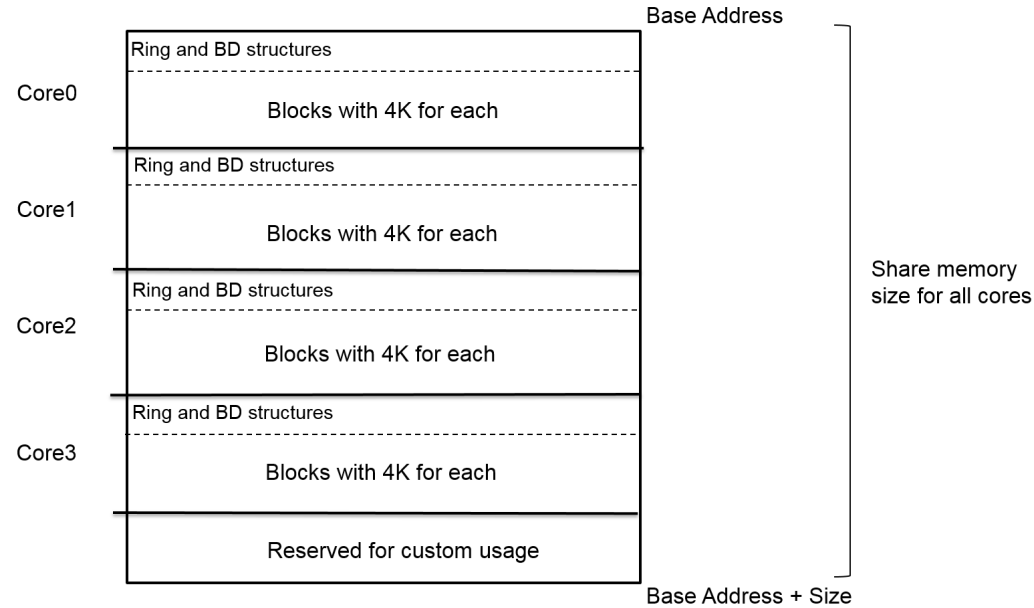 Base Address
Ring and BD structures
Core0
Blocks with 4K for each
Ring and BD structures
Core1
Blocks with 4K for each
Share memory
size for all cores
Ring and BD structures
Core2
Blocks with 4K for each
Ring and BD structures
Core3
Blocks with 4K for each
Reserved for custom usage
Base Address + Size